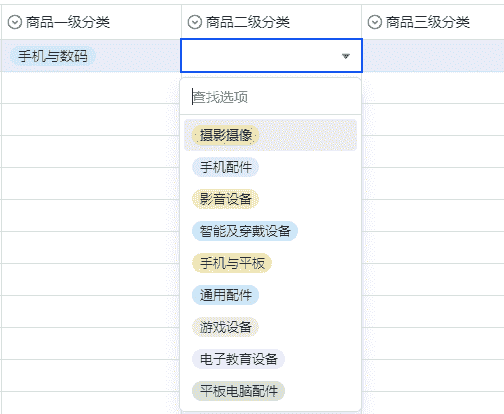 商品一级分类 商品二级分类 商品三级分类
手机与数码
查找选项
摄影摄像
手机配件
影音设备
智能及穿戴设备
手机与平板
通用配件
游戏设备
电子教育设备
平板电脑配件